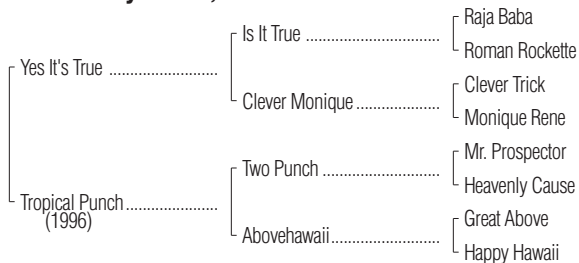 Raja Baba
Is It True
Roman Rockette
Yes It's True
Clever Trick
Clever Monique
Monique Rene
Mr. Prospector
Two Punch
Heavenly Cause
Tropical Punch
(1996)
Great Above
Abovehawaii
Happy Hawaii